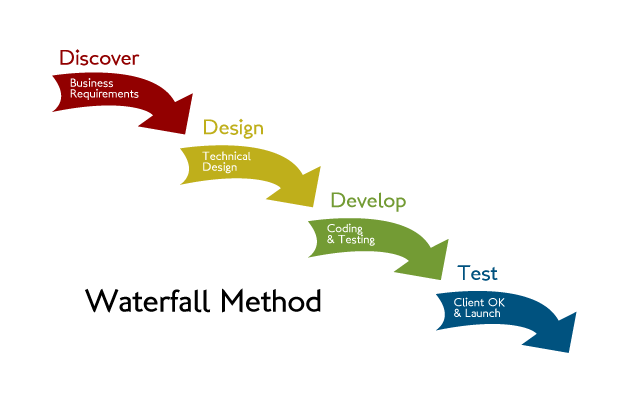 Discover
Business
Requirements
Design
Technical
Design
Develop
Coding
& Testing
Test
Client OK
& Launch
Waterfall Method